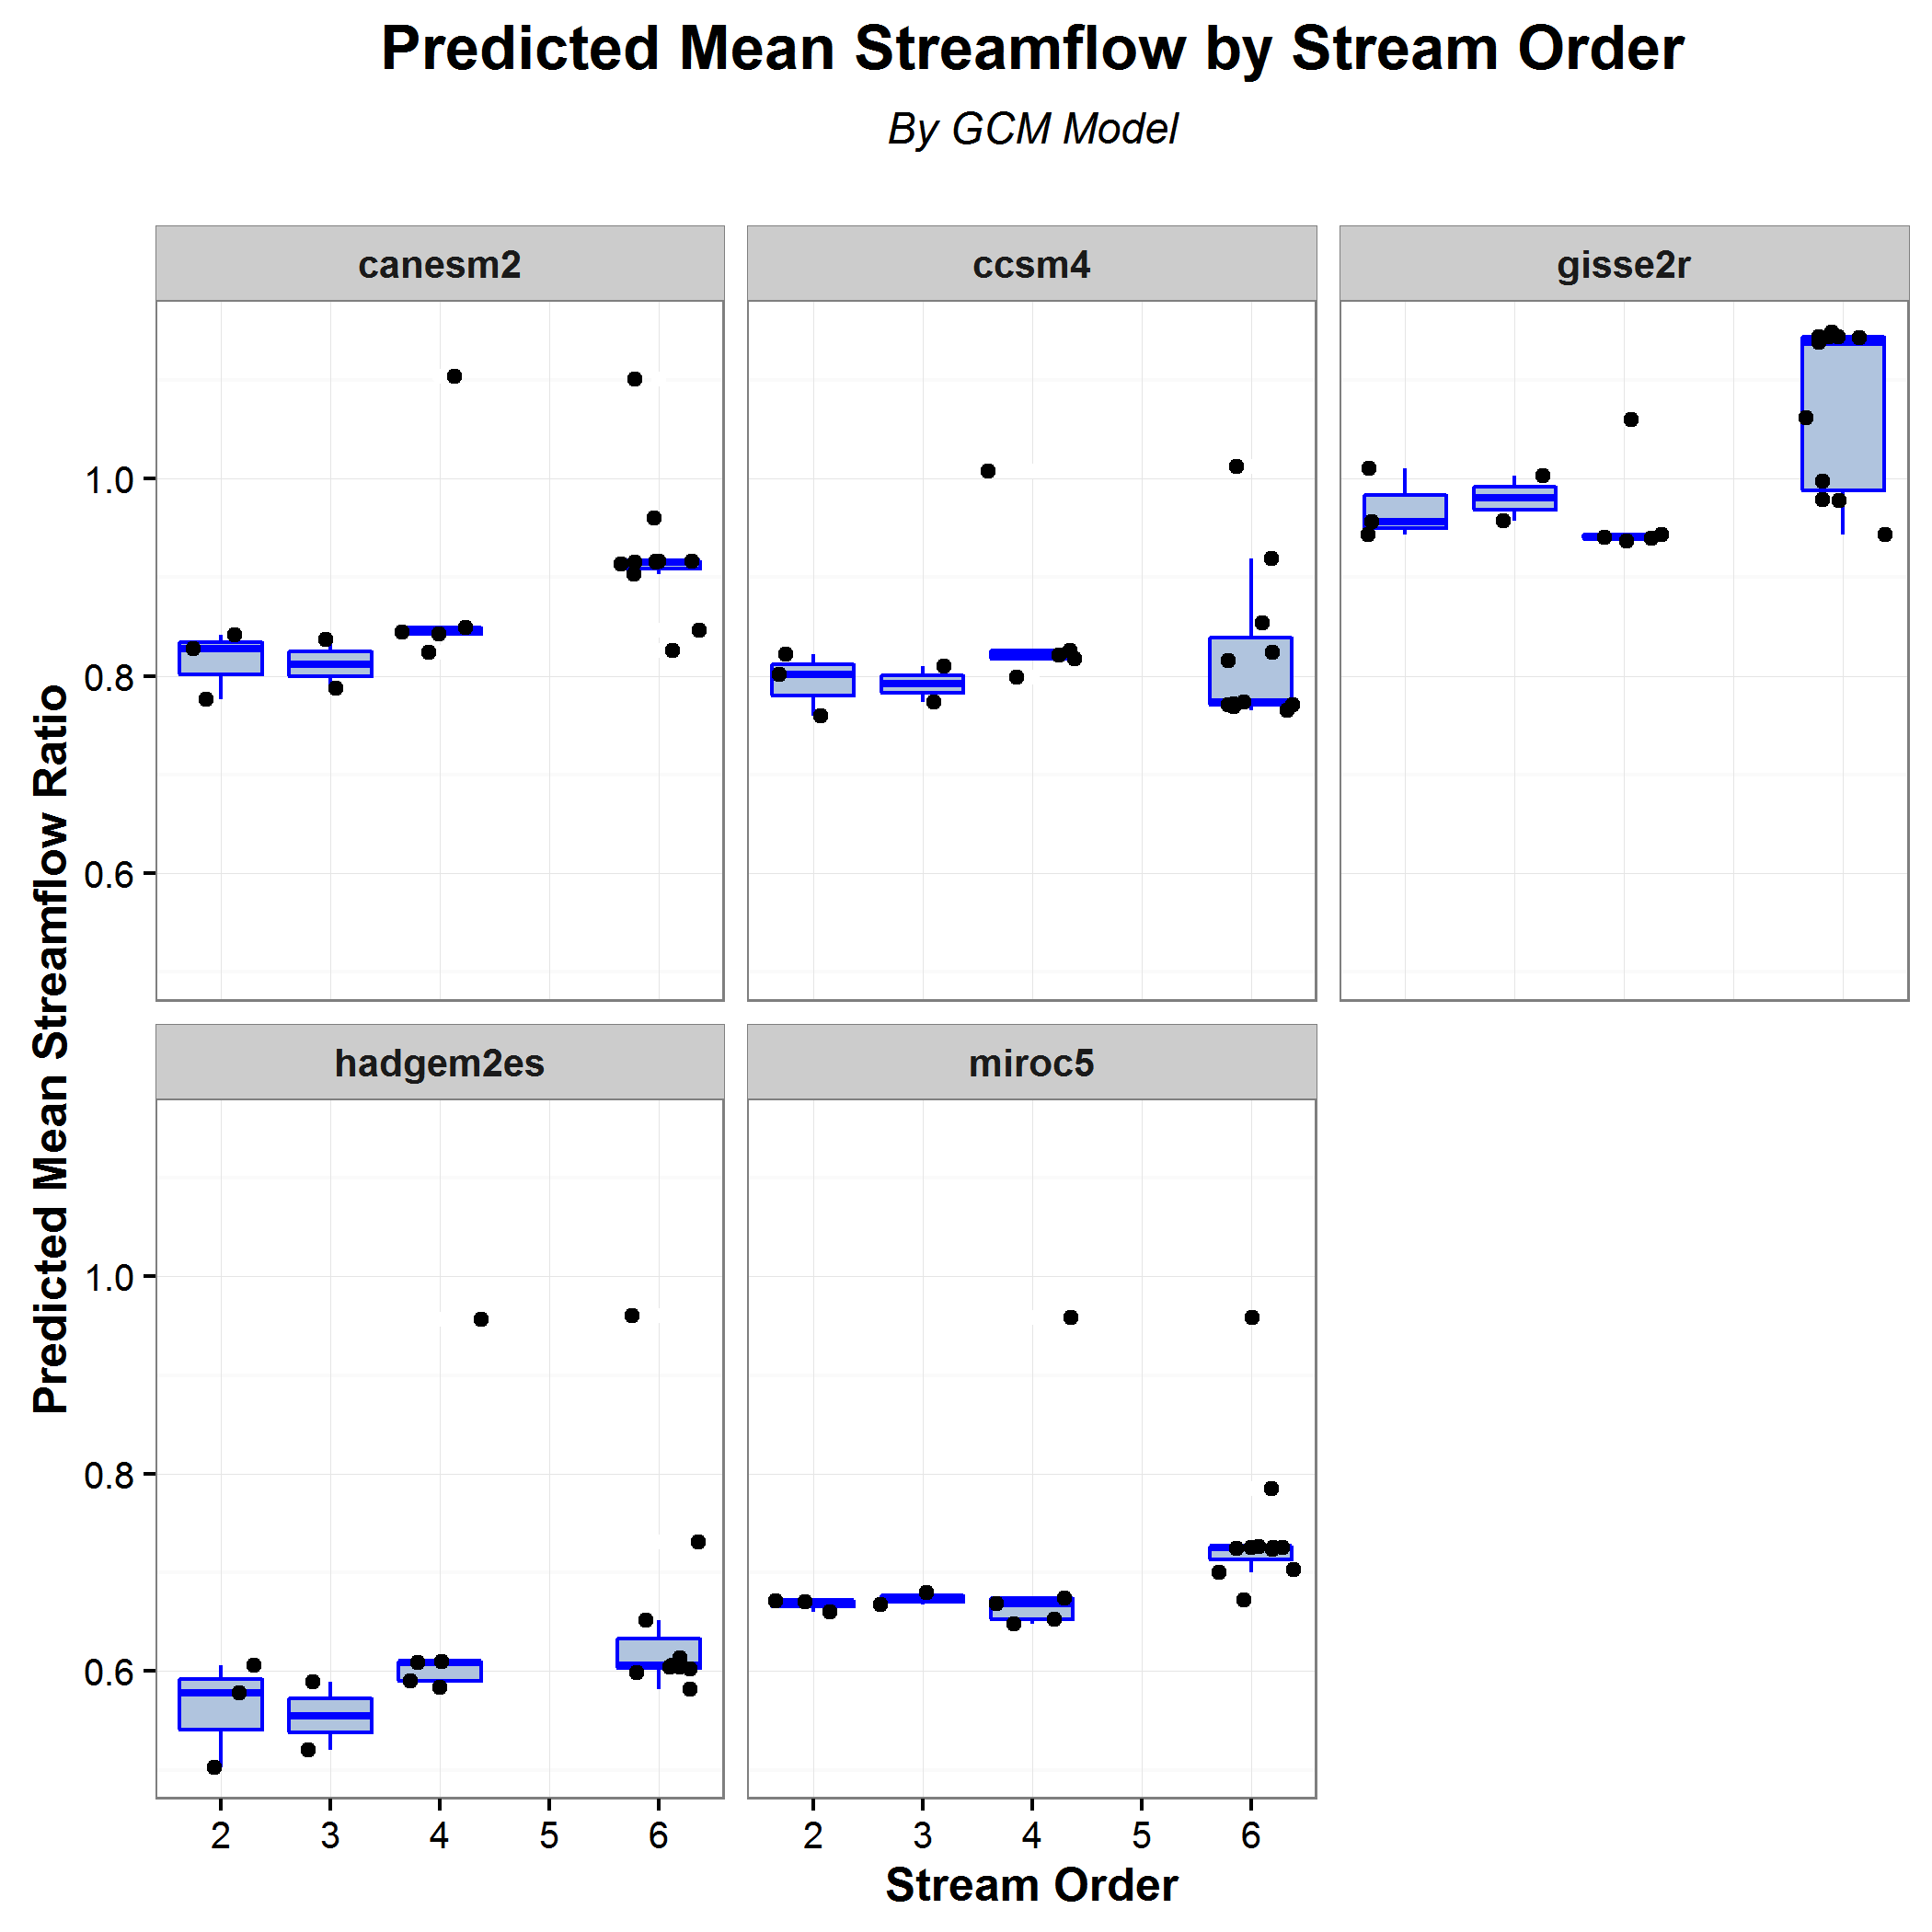 Predicted Mean Streamflow by Stream Order
By GCM Model
canesm2
ccsm4
gisse2r
1.0
0.8
0.6
Predicted Mean Streamflow Ratio
hadgem2es
miroc5
1.0
0.8
0.6
2 3 4 5 6
2 3 4 5 6
Stream Order